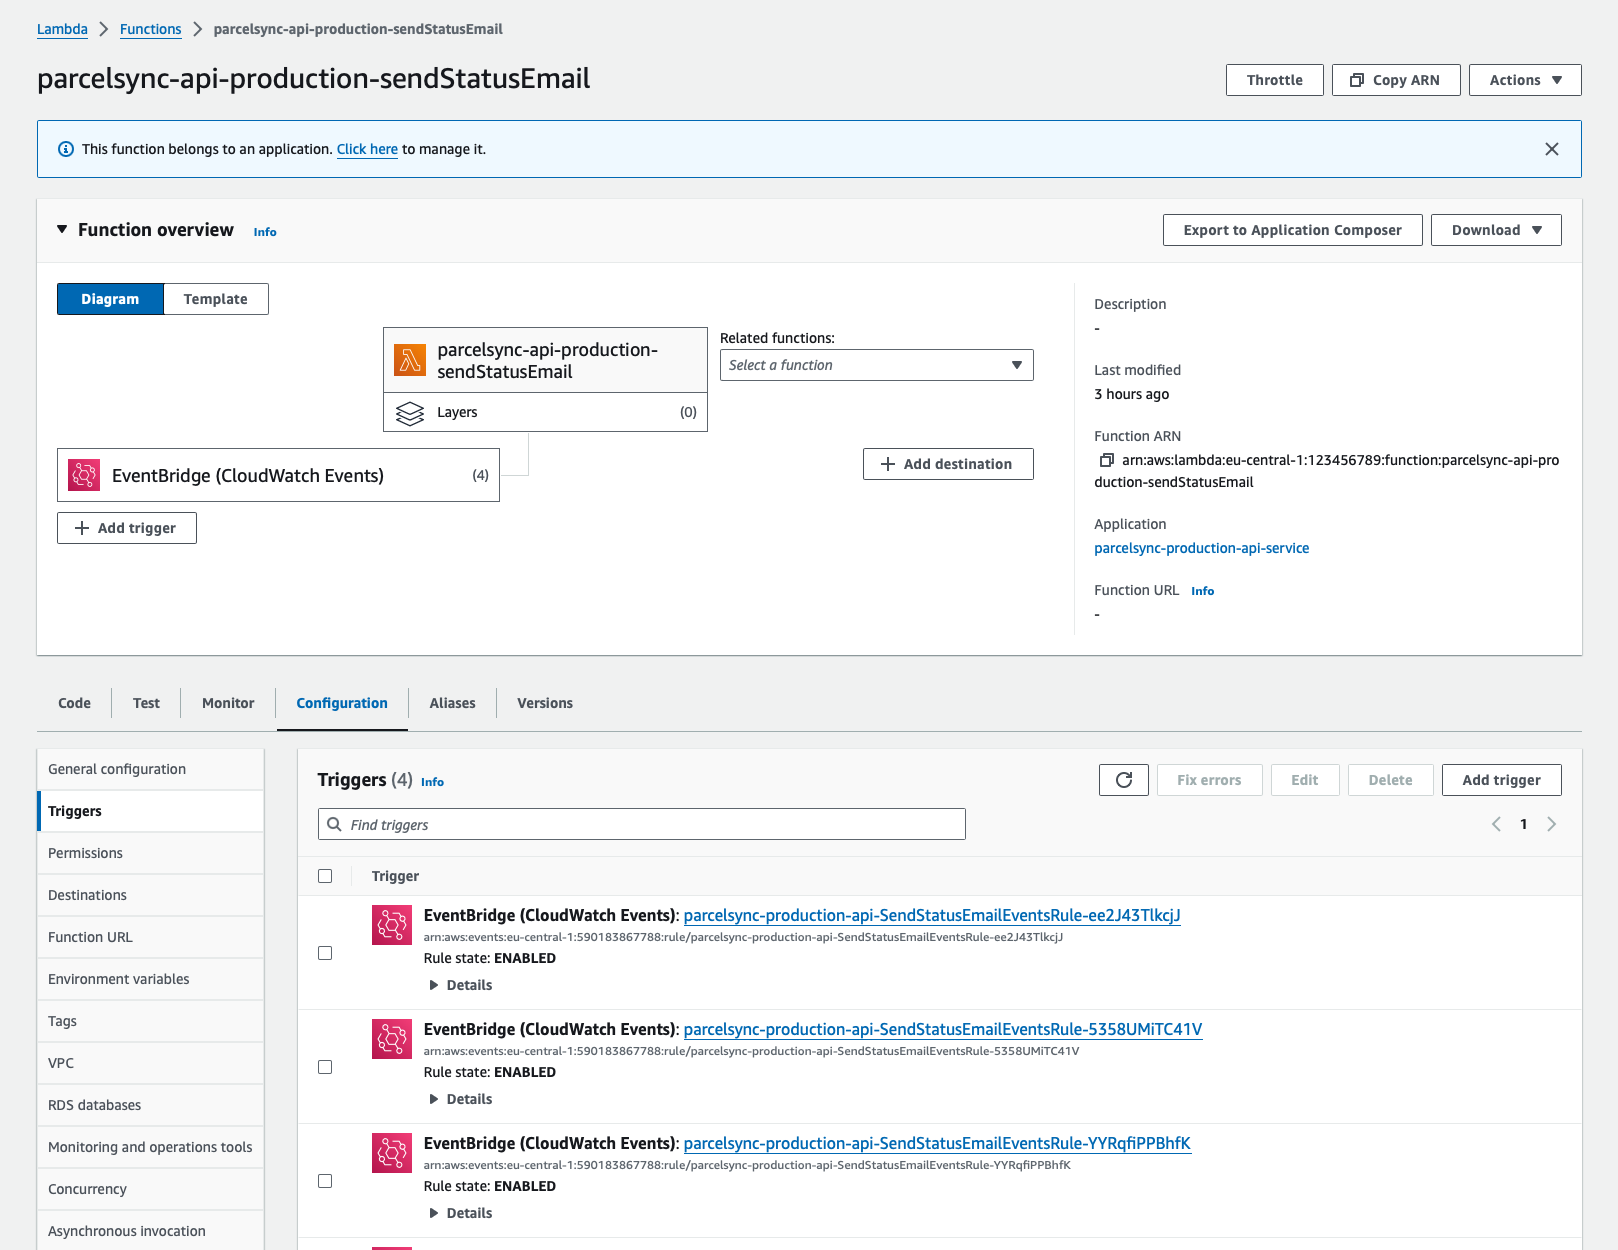 Lambda > Functions > parcelsync-api-production-sendStatusEmail
parcelsync-api-production-sendStatusEmail
Throttle
Copy ARN
Actions
This function belongs to an application. Click here to manage it.
Function overview Info
Export to Application Composer
Download
Diagram
Template
parcelsync-api-production-
sendStatusEmail
Layers (0)
Related functions:
Select a function
EventBridge (CloudWatch Events) (4)
Add trigger
Add destination
Description
-
Last modified
3 hours ago
Function ARN
arn:aws:lambda:eu-central-1:123456789:function:parcelsync-api-pro
duction-sendStatusEmail
Application
parcelsync-production-api-service
Function URL Info
-
Code
Test
Monitor
Configuration
Aliases
Versions
General configuration
Triggers
Permissions
Destinations
Function URL
Environment variables
Tags
VPC
RDS databases
Monitoring and operations tools
Concurrency
Asynchronous invocation
Triggers (4) Info
Fix errors
Edit
Delete
Add trigger
Find triggers
1
Trigger
EventBridge (CloudWatch Events): parcelsync-production-api-SendStatusEmailEventsRule-ee2J43TlkcjJ
arn:aws:events:eu-central-1:590183867788:rule/parcelsync-production-api-SendStatusEmailEventsRule-ee2J43TlkcjJ
Rule state: ENABLED
Details
EventBridge (CloudWatch Events): parcelsync-production-api-SendStatusEmailEventsRule-5358UMiTC41V
arn:aws:events:eu-central-1:590183867788:rule/parcelsync-production-api-SendStatusEmailEventsRule-5358UMiTC41V
Rule state: ENABLED
Details
EventBridge (CloudWatch Events): parcelsync-production-api-SendStatusEmailEventsRule-YYRqfiPPBhfK
arn:aws:events:eu-central-1:590183867788:rule/parcelsync-production-api-SendStatusEmailEventsRule-YYRqfiPPBhfK
Rule state: ENABLED
Details